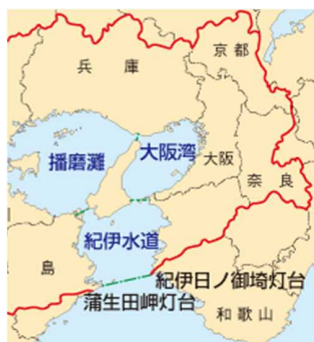 兵庫
京都
播磨灘
大阪湾
大阪
奈良
紀伊水道
島
紀伊日ノ御埼灯台
蒲生田岬灯台
和歌山